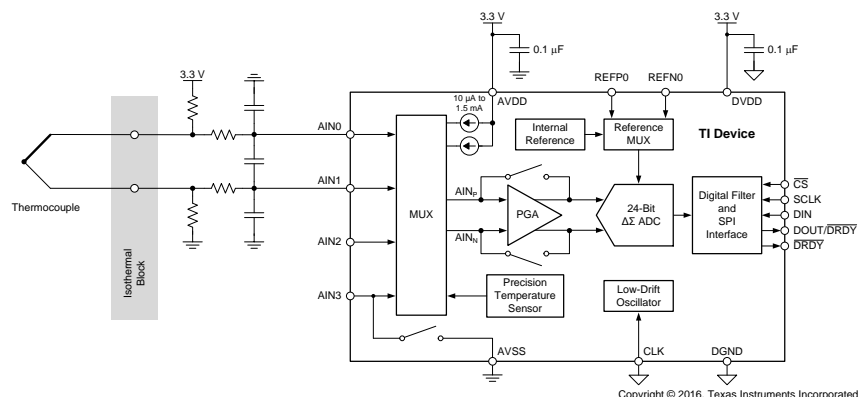 3.3 V
0.1 µF
3.3 V
0.1 µF
3.3 V
10 µA to
1.5 mA
AVDD
REFP0
REFN0
DVDD
TI Device
Internal
Reference
Reference
MUX
AIN0
AIN1
AIN2
AIN3
Thermocouple
Isothermal
Block
MUX
AINP
AINN
PGA
24-Bit
ΔΣ ADC
Digital Filter
and
SPI
Interface
CS
SCLK
DIN
DOUT/DRDY
DRDY
Precision
Temperature
Sensor
Low-Drift
Oscillator
AVSS
CLK
DGND
Copyright © 2016, Texas Instruments Incorporated